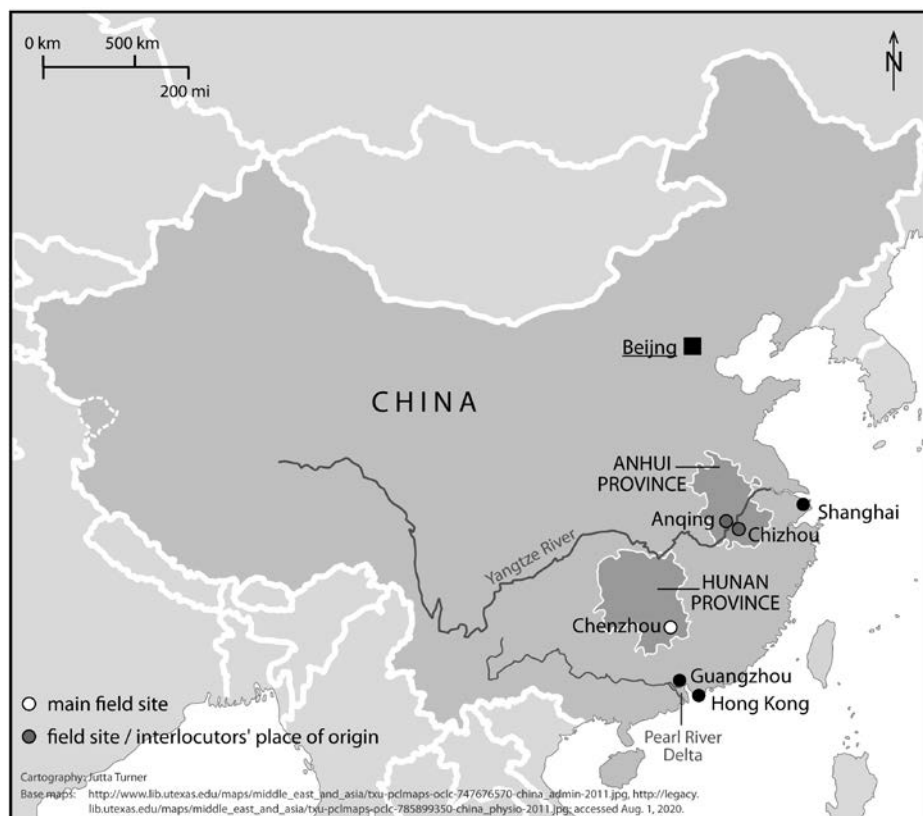 0 km 500 km
200 mi
N
Beijng
CHINA
ANHUI
PROVINCE
Anqing
Shanghai
Chizhou
Yangtze River
HUNAN
PROVINCE
Chenzhou
Guangzhou
Hong Kong
Pearl River
Delta
main field site
field site / interlocutors' place of origin
Cartography: Jutta Turner
Base maps: http://www.lib.utexas.edu/maps/middle_east_and_asia/txu-pclmaps-oclc-747676570-china_admin-2011.jpg, http://legacy.
lib.utexas.edu/maps/middle_east_and_asia/txu-pclmaps-oclc-785899350-china_physio-2011.jpg; accessed Aug. 1, 2020.